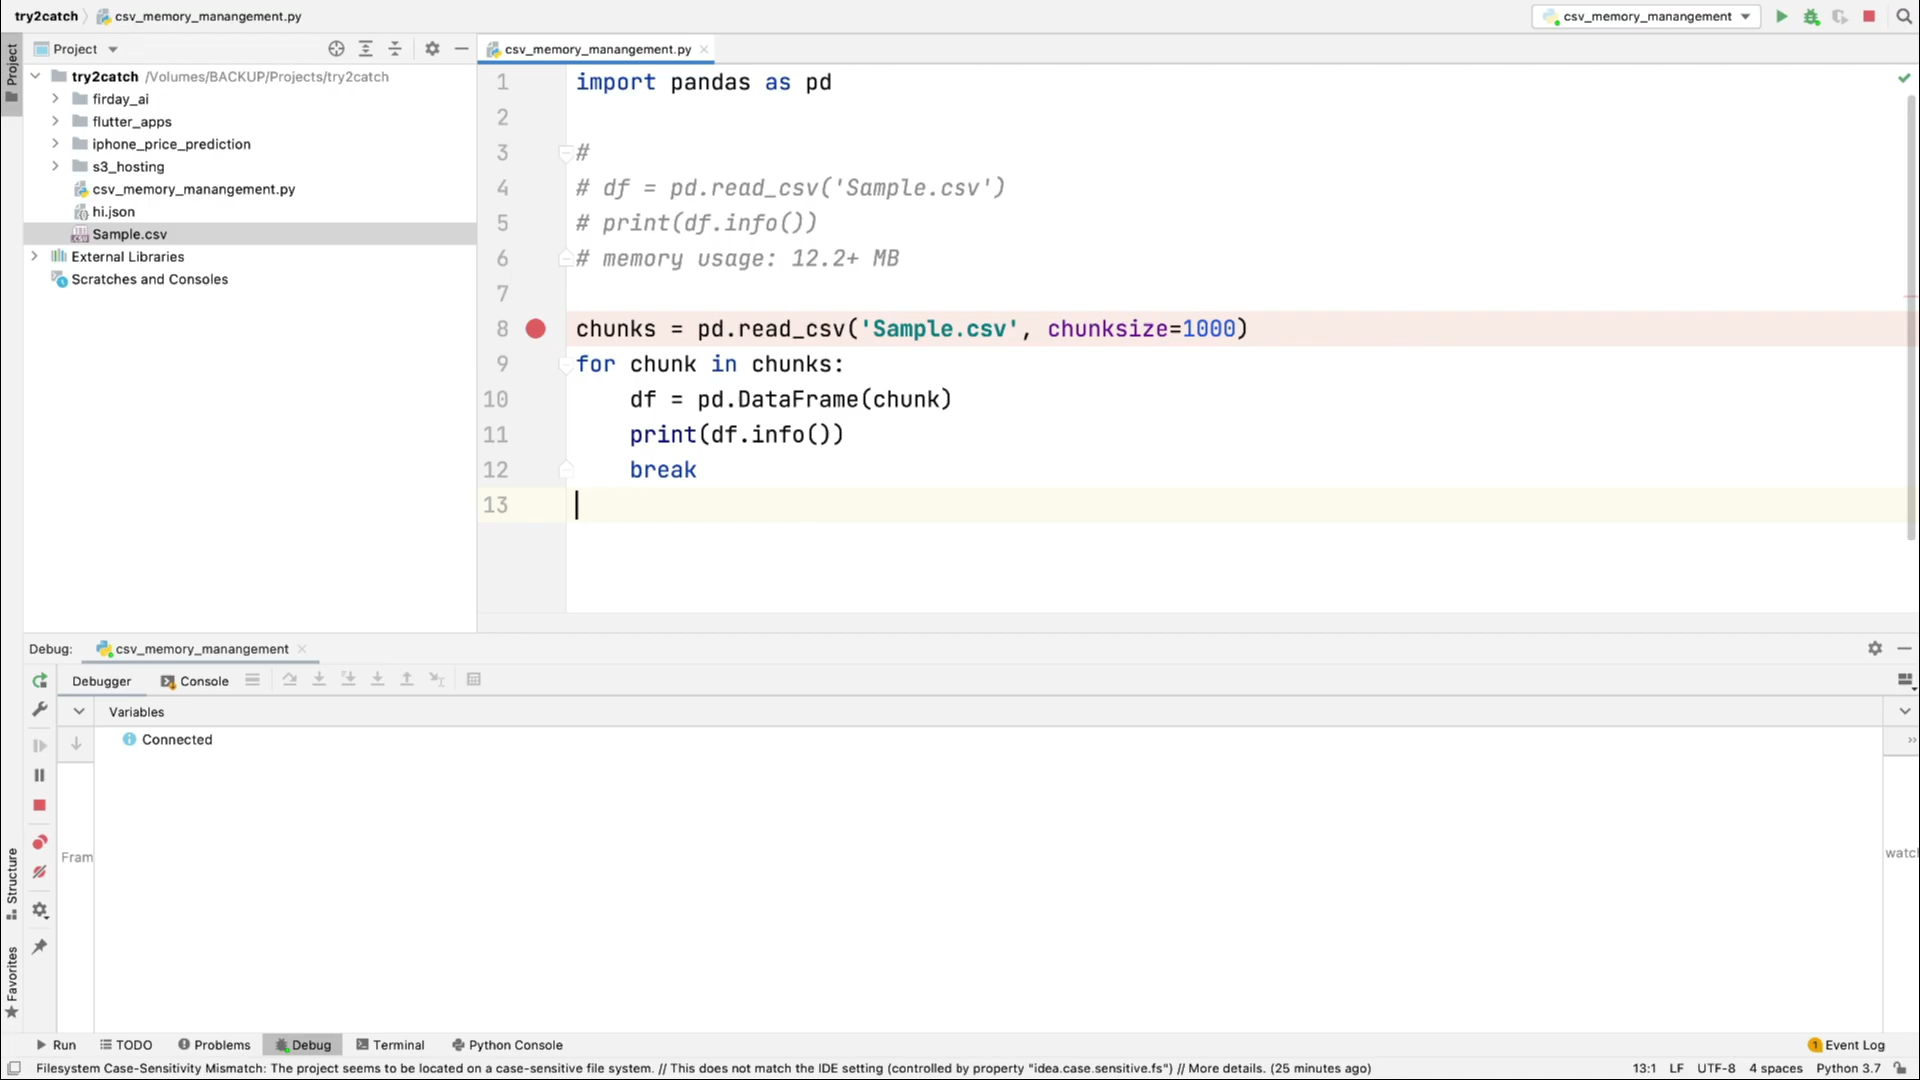 try2catch
csv_memory_manangement.py
csv_memory_manangement
Project
csv_memory_manangement.py
Project
try2catch /Volumes/BACKUP/Projects/try2catch
firday_ai
flutter_apps
iphone_price_prediction
s3_hosting
csv_memory_manangement.py
hi.json
Sample.csv
External Libraries
Scratches and Consoles
1 import pandas as pd
2
3 #
4 # df = pd.read_csv('Sample.csv')
5 # print(df.info())
6 # memory usage: 12.2+ MB
7
8 chunks = pd.read_csv('Sample.csv', chunksize=1000)
9 for chunk in chunks:
10 df = pd.DataFrame(chunk)
11 print(df.info())
12 break
13
Debug: csv_memory_manangement
Debugger Console
Variables
Connected
Fram
watch
Structure
Favorites
Run TODO Problems Debug Terminal Python Console
1 Event Log
Filesystem Case-Sensitivity Mismatch: The project seems to be located on a case-sensitive file system. // This does not match the IDE setting (controlled by property "idea.case.sensitive.fs") // More details. (25 minutes ago)
13:1 LF UTF-8 4 spaces Python 3.7